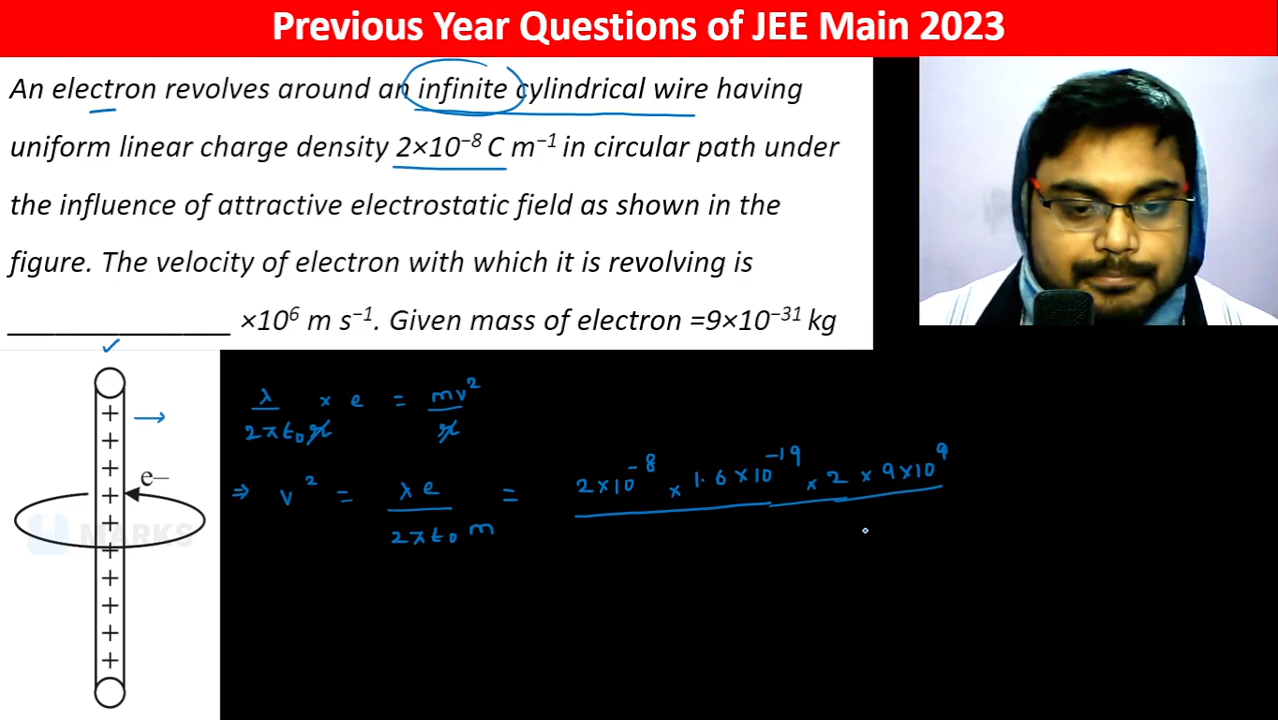 Previous Year Questions of JEE Main 2023
An electron revolves around an infinite cylindrical wire having
uniform linear charge density 2×10⁻⁸ C m⁻¹ in circular path under
the influence of attractive electrostatic field as shown in the
figure. The velocity of electron with which it is revolving is
______________ ×10⁶ m s⁻¹. Given mass of electron =9×10⁻³¹ kg
λ/2πε₀r × e = mv²/r
⇒ v² = λe/2πε₀m = 2×10⁻⁸ × 1.6×10⁻¹⁹ × 2 × 9×10⁹
+
+
+
e−
+
+
MARKS
+
+
+
+
+